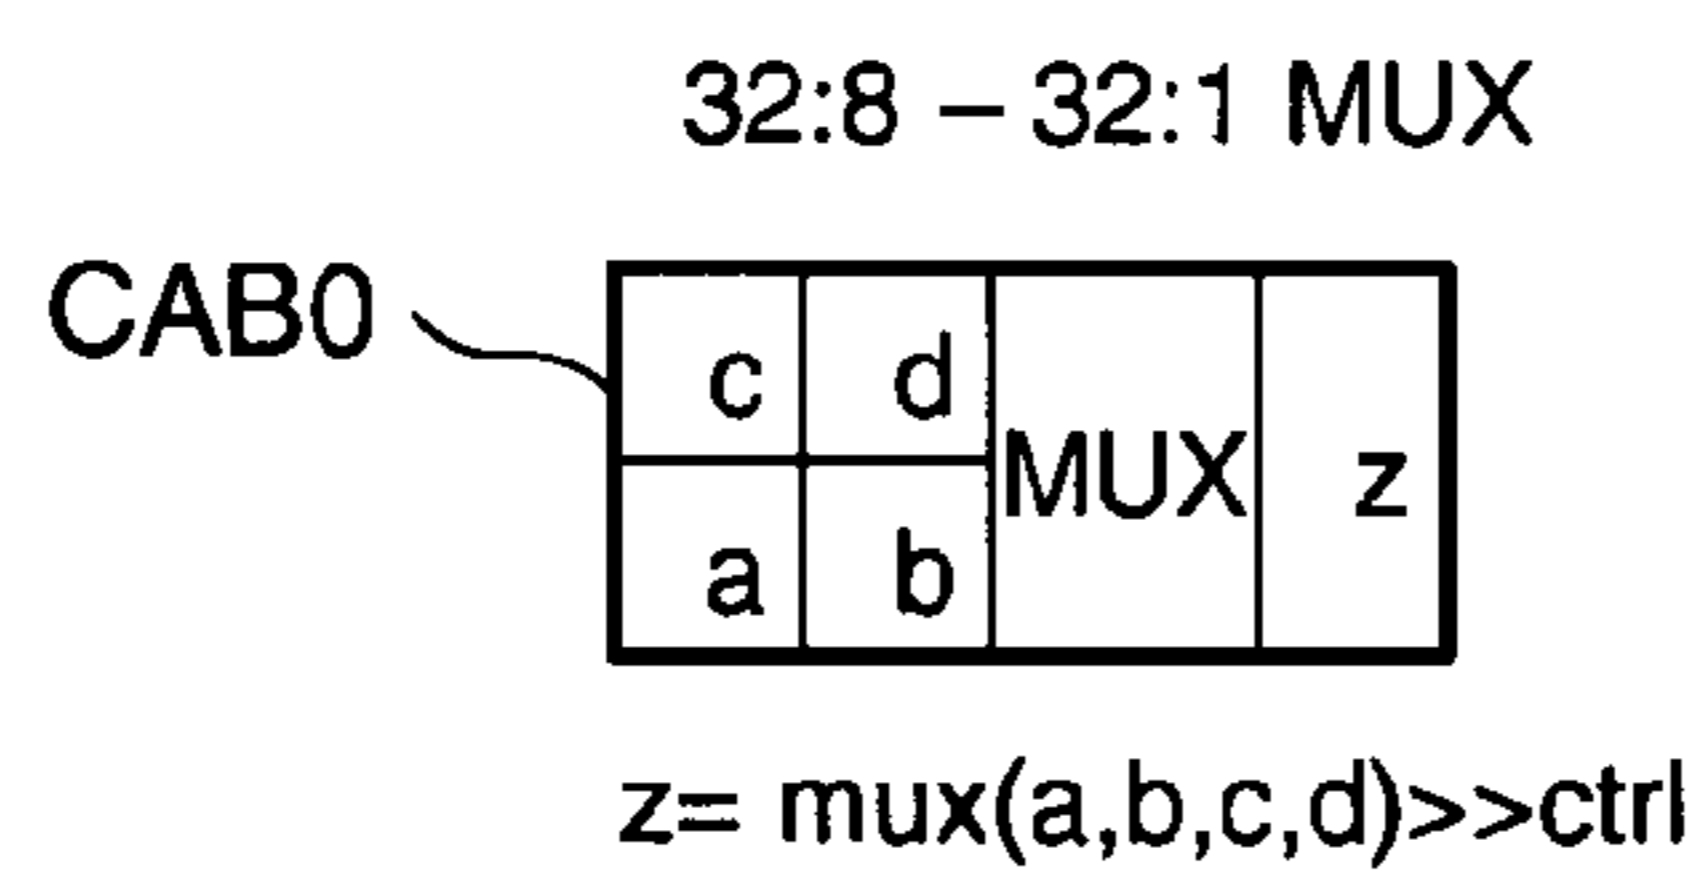 32:8 – 32:1 MUX
CAB0
c d
MUX z
a b
z= mux(a,b,c,d)>>ctrl